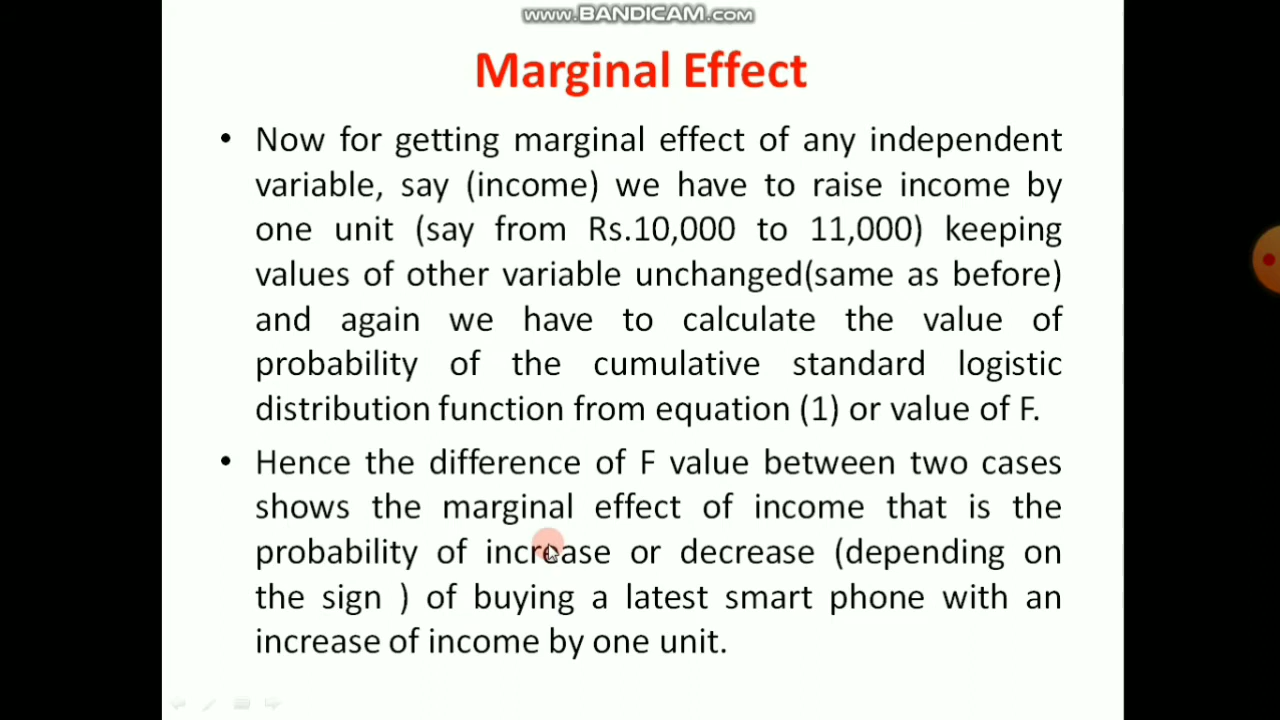 www.BANDICAM.com
Marginal Effect
• Now for getting marginal effect of any independent
variable, say (income) we have to raise income by
one unit (say from Rs.10,000 to 11,000) keeping
values of other variable unchanged(same as before)
and again we have to calculate the value of
probability of the cumulative standard logistic
distribution function from equation (1) or value of F.
• Hence the difference of F value between two cases
shows the marginal effect of income that is the
probability of increase or decrease (depending on
the sign ) of buying a latest smart phone with an
increase of income by one unit.